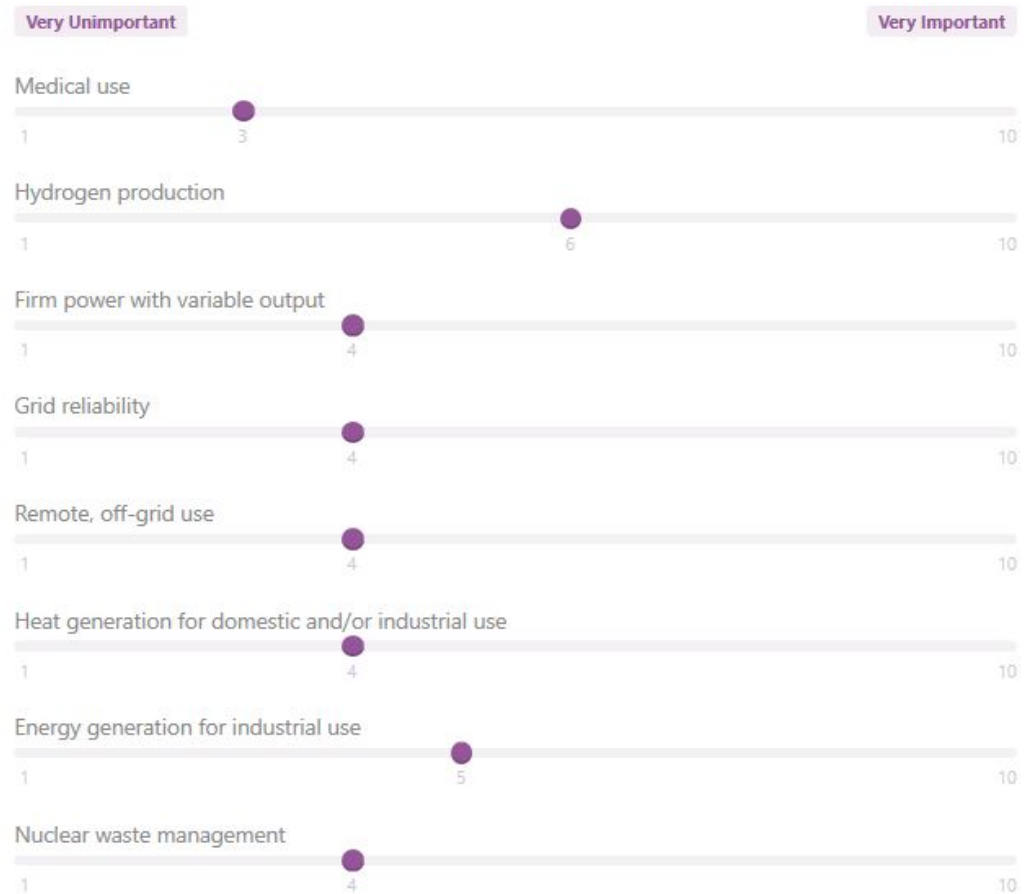 Very Unimportant Very Important
Medical use
1 3 10
Hydrogen production
1 6 10
Firm power with variable output
1 4 10
Grid reliability
1 4 10
Remote, off-grid use
1 4 10
Heat generation for domestic and/or industrial use
1 4 10
Energy generation for industrial use
1 5 10
Nuclear waste management
1 4 10